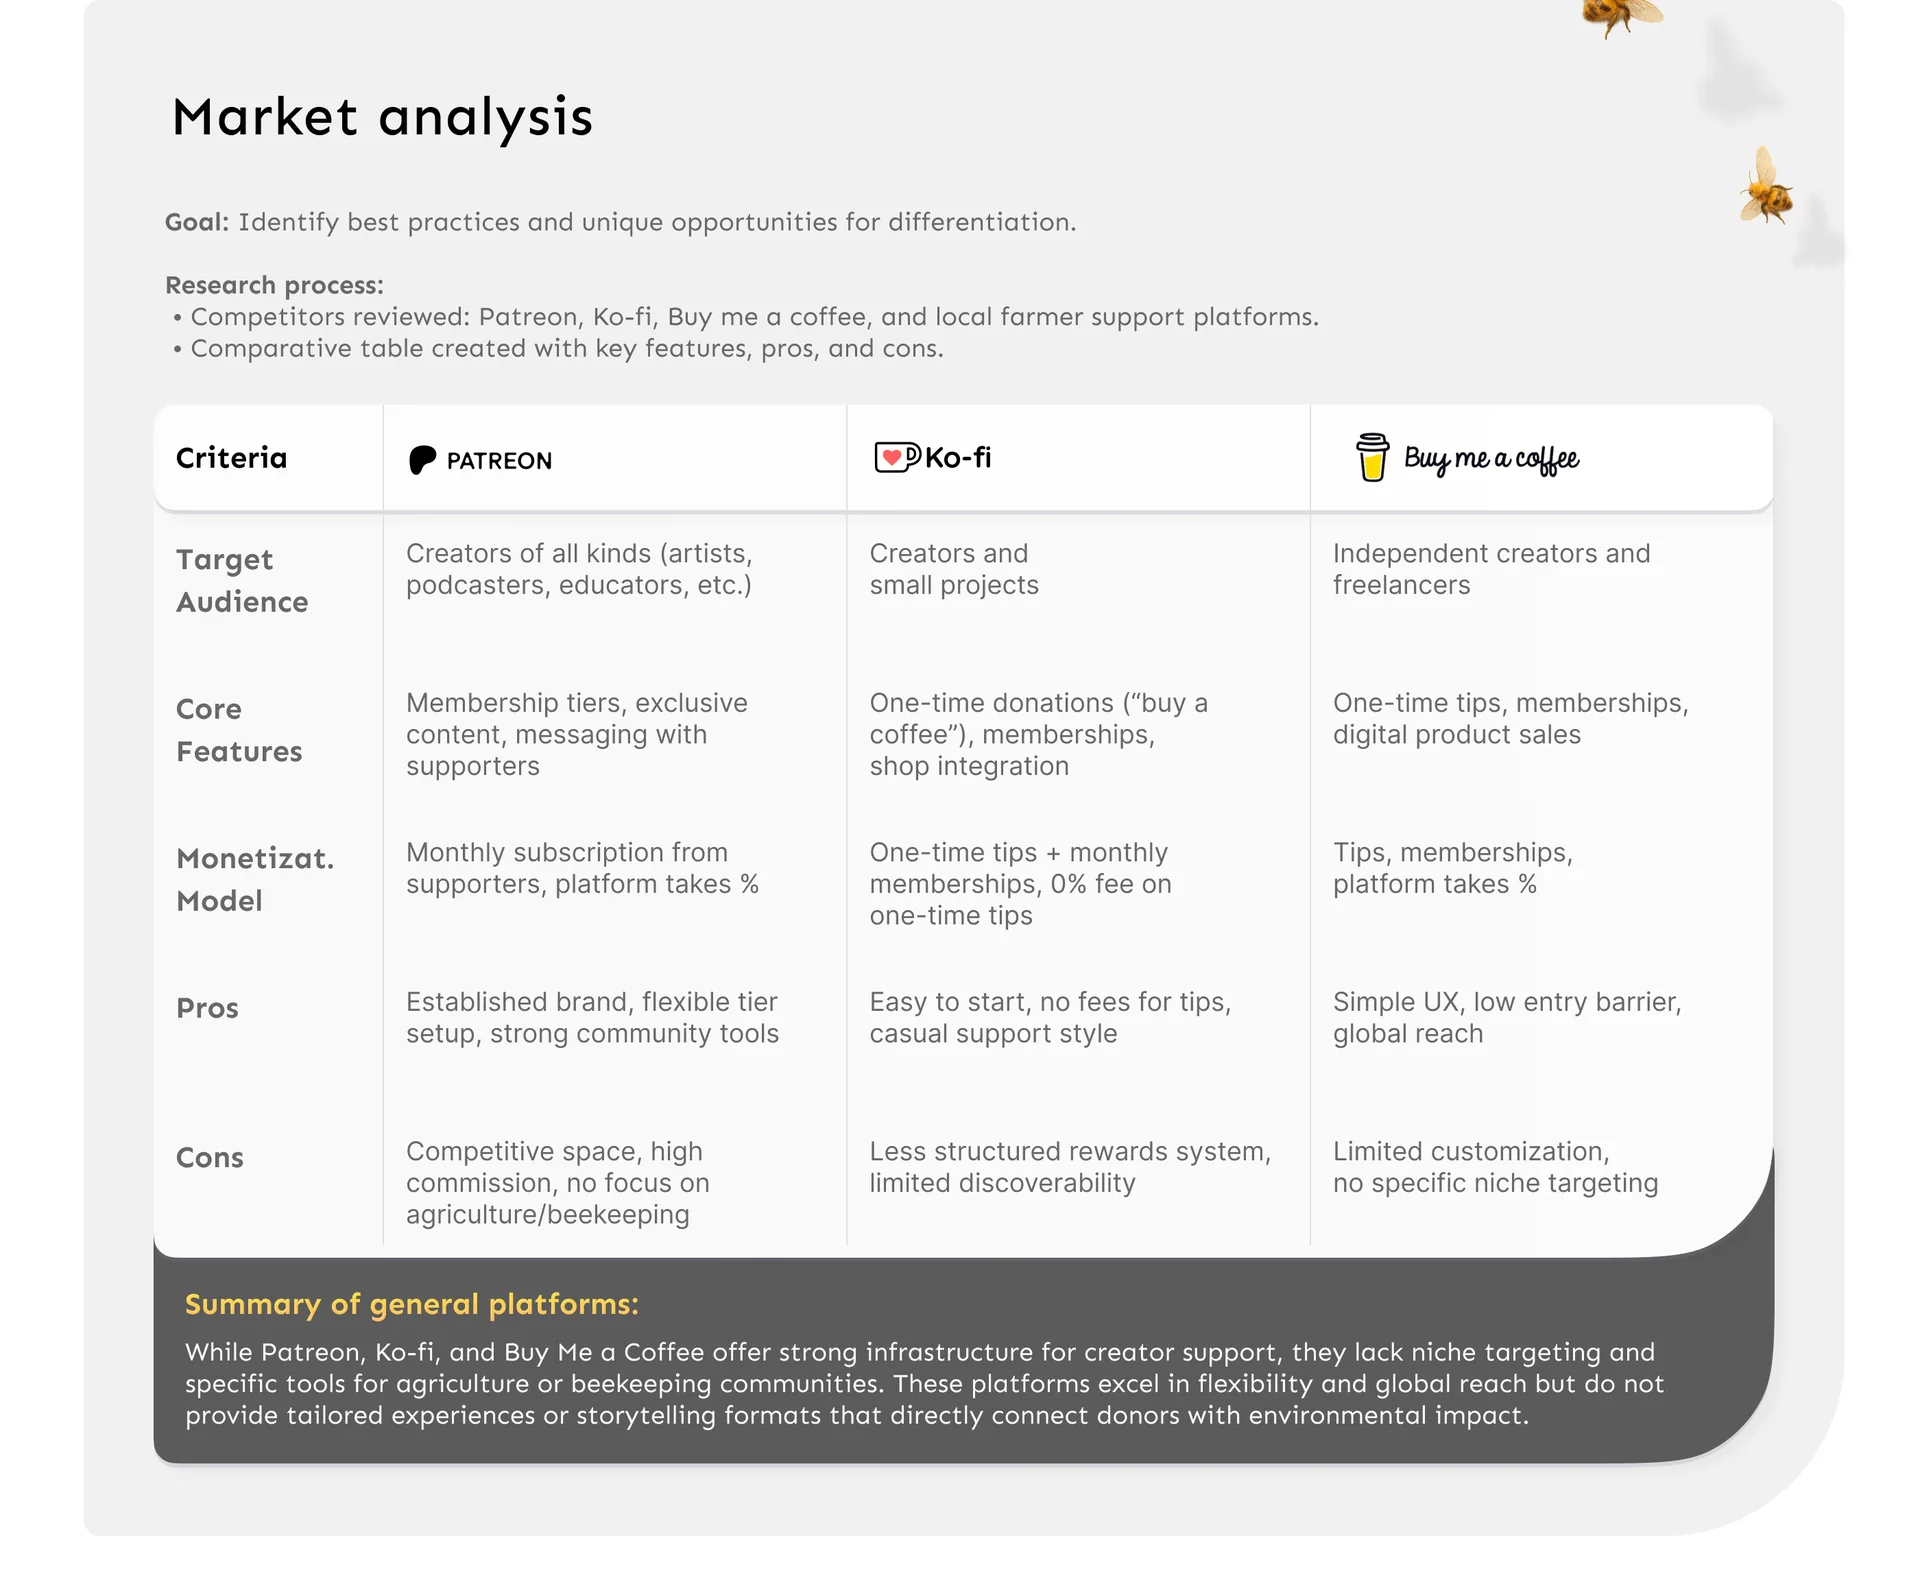 Market analysis
Goal: Identify best practices and unique opportunities for differentiation.
Research process:
• Competitors reviewed: Patreon, Ko-fi, Buy me a coffee, and local farmer support platforms.
• Comparative table created with key features, pros, and cons.
Criteria
PATREON
Ko-fi
Buy me a coffee
Target
Audience
Creators of all kinds (artists,
podcasters, educators, etc.)
Creators and
small projects
Independent creators and
freelancers
Core
Features
Membership tiers, exclusive
content, messaging with
supporters
One-time donations (“buy a
coffee”), memberships,
shop integration
One-time tips, memberships,
digital product sales
Monetizat.
Model
Monthly subscription from
supporters, platform takes %
One-time tips + monthly
memberships, 0% fee on
one-time tips
Tips, memberships,
platform takes %
Pros
Established brand, flexible tier
setup, strong community tools
Easy to start, no fees for tips,
casual support style
Simple UX, low entry barrier,
global reach
Cons
Competitive space, high
commission, no focus on
agriculture/beekeeping
Less structured rewards system,
limited discoverability
Limited customization,
no specific niche targeting
Summary of general platforms:
While Patreon, Ko-fi, and Buy Me a Coffee offer strong infrastructure for creator support, they lack niche targeting and
specific tools for agriculture or beekeeping communities. These platforms excel in flexibility and global reach but do not
provide tailored experiences or storytelling formats that directly connect donors with environmental impact.